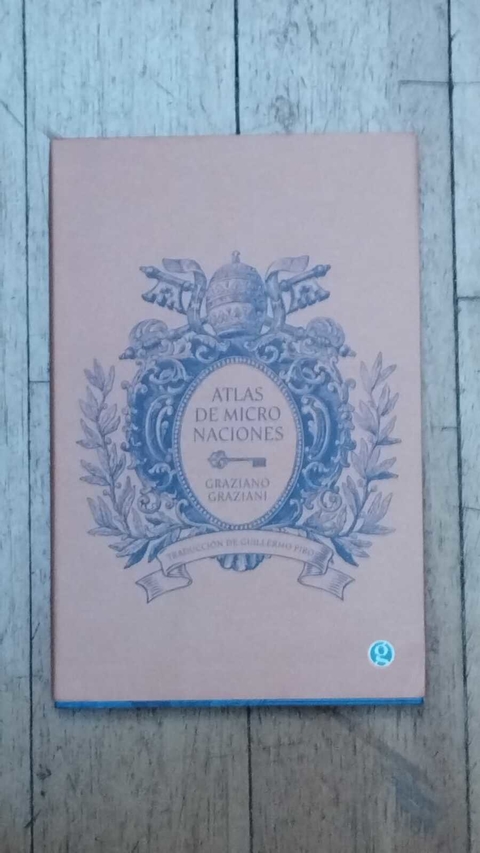 ATLAS
DE MICRO
NACIONES
GRAZIANO
GRAZIANI
TRADUCCIÓN DE GUILLERMO PIRO
g